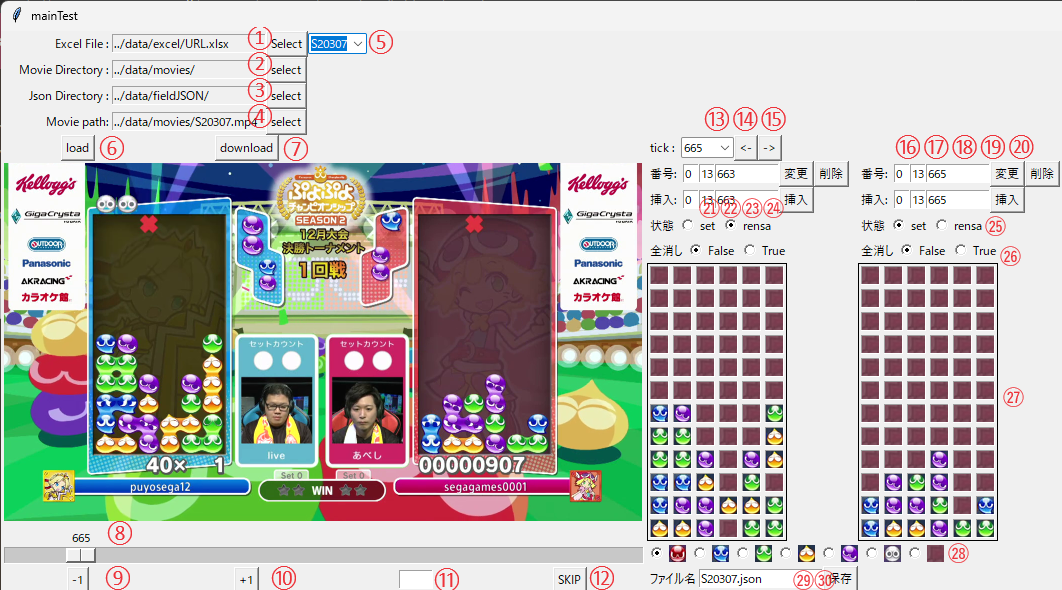 mainTest
Excel File : ../data/excel/URL.xlsx ① Select S20307 ⑤
Movie Directory : ../data/movies/ ② select
Json Directory : ../data/fieldJSON/ ③ select
Movie path: ../data/movies/S20307.mp4 ④ select
load ⑥ download ⑦
⑬ ⑭ ⑮
tick : 665 <- ->
⑯ ⑰ ⑱ ⑲ ⑳
番号: 0 13 663 変更 削除
番号: 0 13 665 変更 削除
挿入: 0 13 663 挿入
挿入: 0 13 665 挿入
㉑ ㉒ ㉓ ㉔
状態 set rensa
状態 set rensa ㉕
全消し False True
全消し False True ㉖
㉗
Kellogg's
GigaCrysta
OUTDOOR
Panasonic
AKRACING
カラオケ館
ぷよぷよ
チャンピオンシップ
SEASON 2
12月大会
決勝トーナメント
1回戦
Kellogg's
GigaCrysta
OUTDOOR
Panasonic
AKRACING
カラオケ館
セットカウント
セットカウント
live
あべし
40× 1
00000907
Set 0
Set 0
puyosega12
WIN
segagames0001
665 ⑧
㉘
-1 ⑨ +1 ⑩ ⑪ SKIP ⑫
ファイル名 S20307.json ㉙ ㉚ 保存